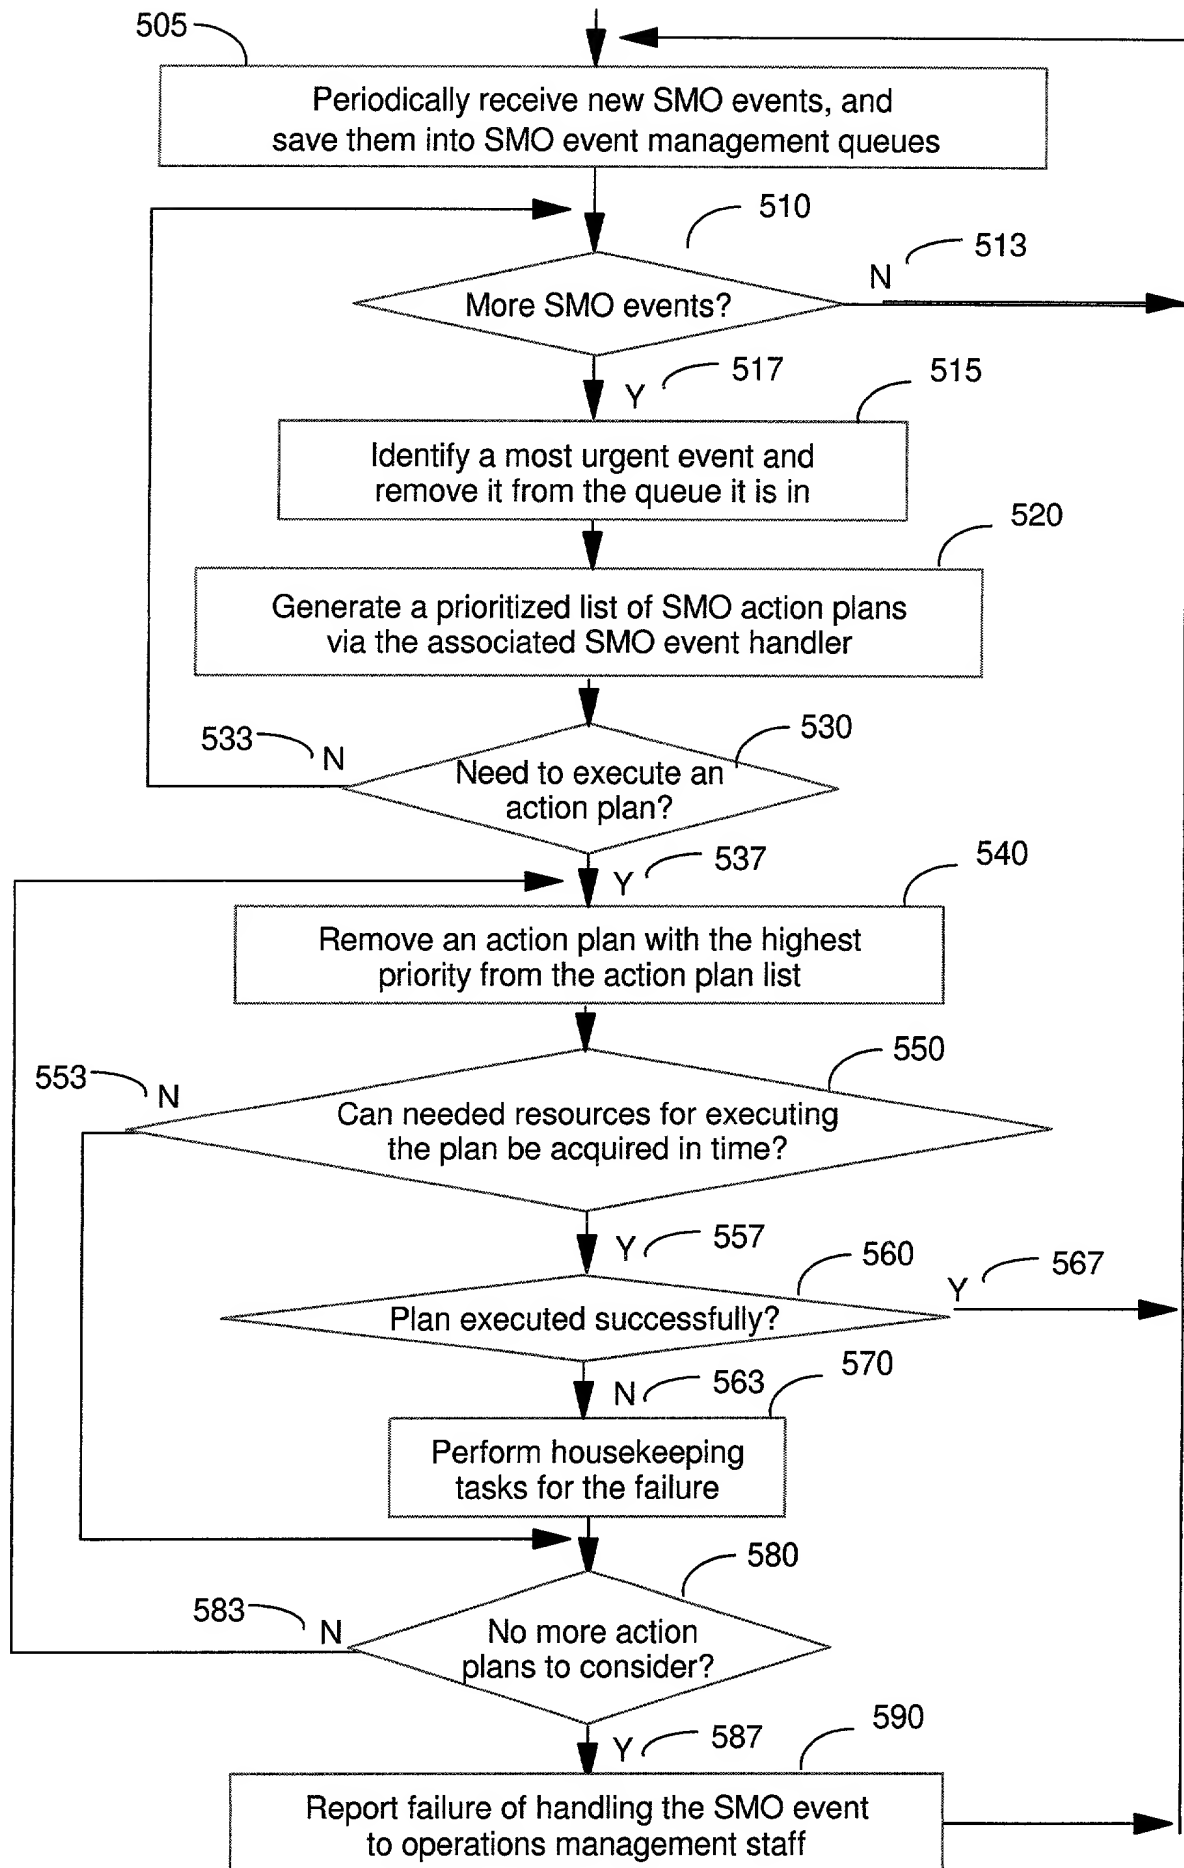 505
Periodically receive new SMO events, and
save them into SMO event management queues
510
513
N
More SMO events?
517
Y
515
Identify a most urgent event and
remove it from the queue it is in
520
Generate a prioritized list of SMO action plans
via the associated SMO event handler
533
N
530
Need to execute an
action plan?
537
Y
540
Remove an action plan with the highest
priority from the action plan list
553
N
550
Can needed resources for executing
the plan be acquired in time?
557
Y
560
567
Y
Plan executed successfully?
563
N
570
Perform housekeeping
tasks for the failure
580
583
N
No more action
plans to consider?
587
Y
590
Report failure of handling the SMO event
to operations management staff